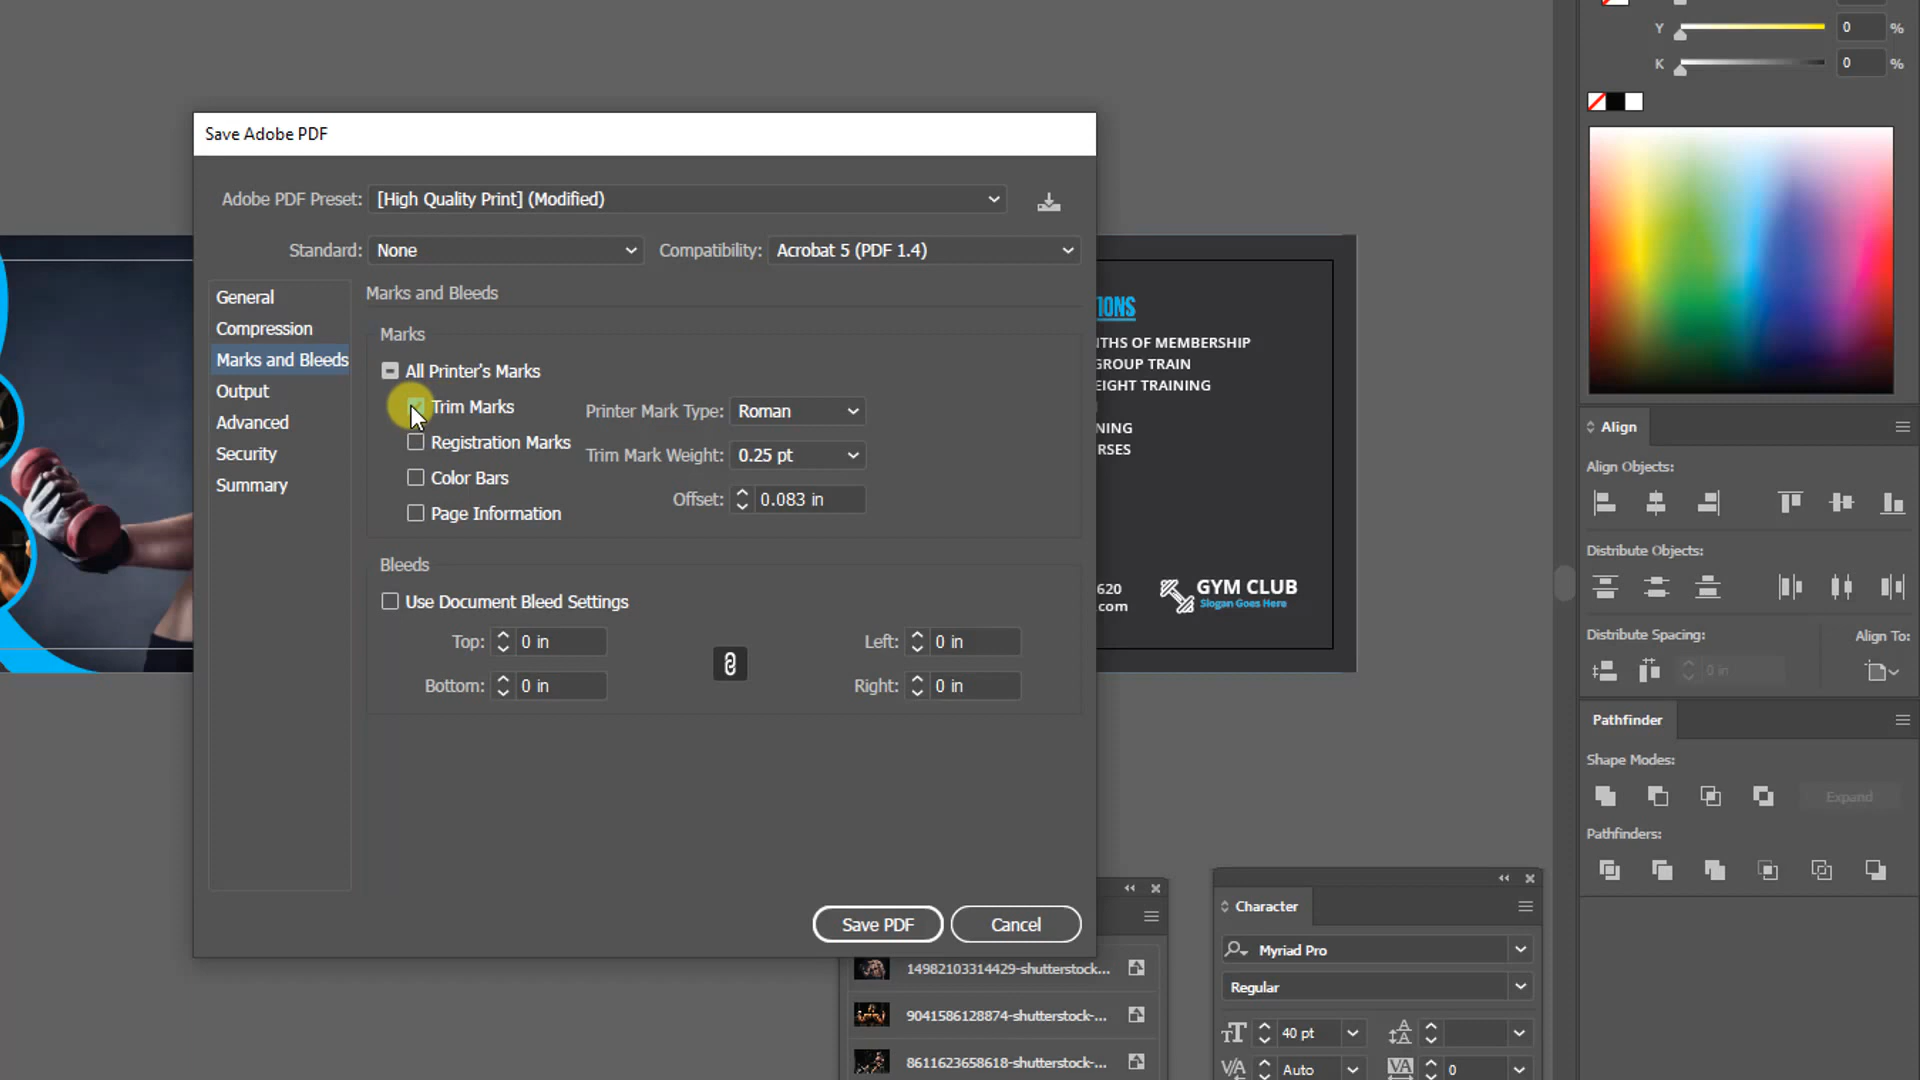 Save Adobe PDF
Adobe PDF Preset: [High Quality Print] (Modified)
Standard: None Compatibility: Acrobat 5 (PDF 1.4)
General
Compression
Marks and Bleeds
Output
Advanced
Security
Summary
Marks and Bleeds
Marks
All Printer's Marks
Trim Marks
Registration Marks
Color Bars
Page Information
Printer Mark Type: Roman
Trim Mark Weight: 0.25 pt
Offset: 0.083 in
Bleeds
Use Document Bleed Settings
Top: 0 in Left: 0 in
Bottom: 0 in Right: 0 in
Save PDF Cancel
IONS
THS OF MEMBERSHIP
GROUP TRAIN
EIGHT TRAINING
NING
RSES
620
.com
GYM CLUB
Slogan Goes Here
14982103314429-shutterstock...
9041586128874-shutterstock-...
8611623658618-shutterstock-...
Character
Myriad Pro
Regular
40 pt
Auto 0
Y 0 %
K 0 %
Align
Align Objects:
Distribute Objects:
Distribute Spacing: Align To:
0 in
Pathfinder
Shape Modes:
Expand
Pathfinders: